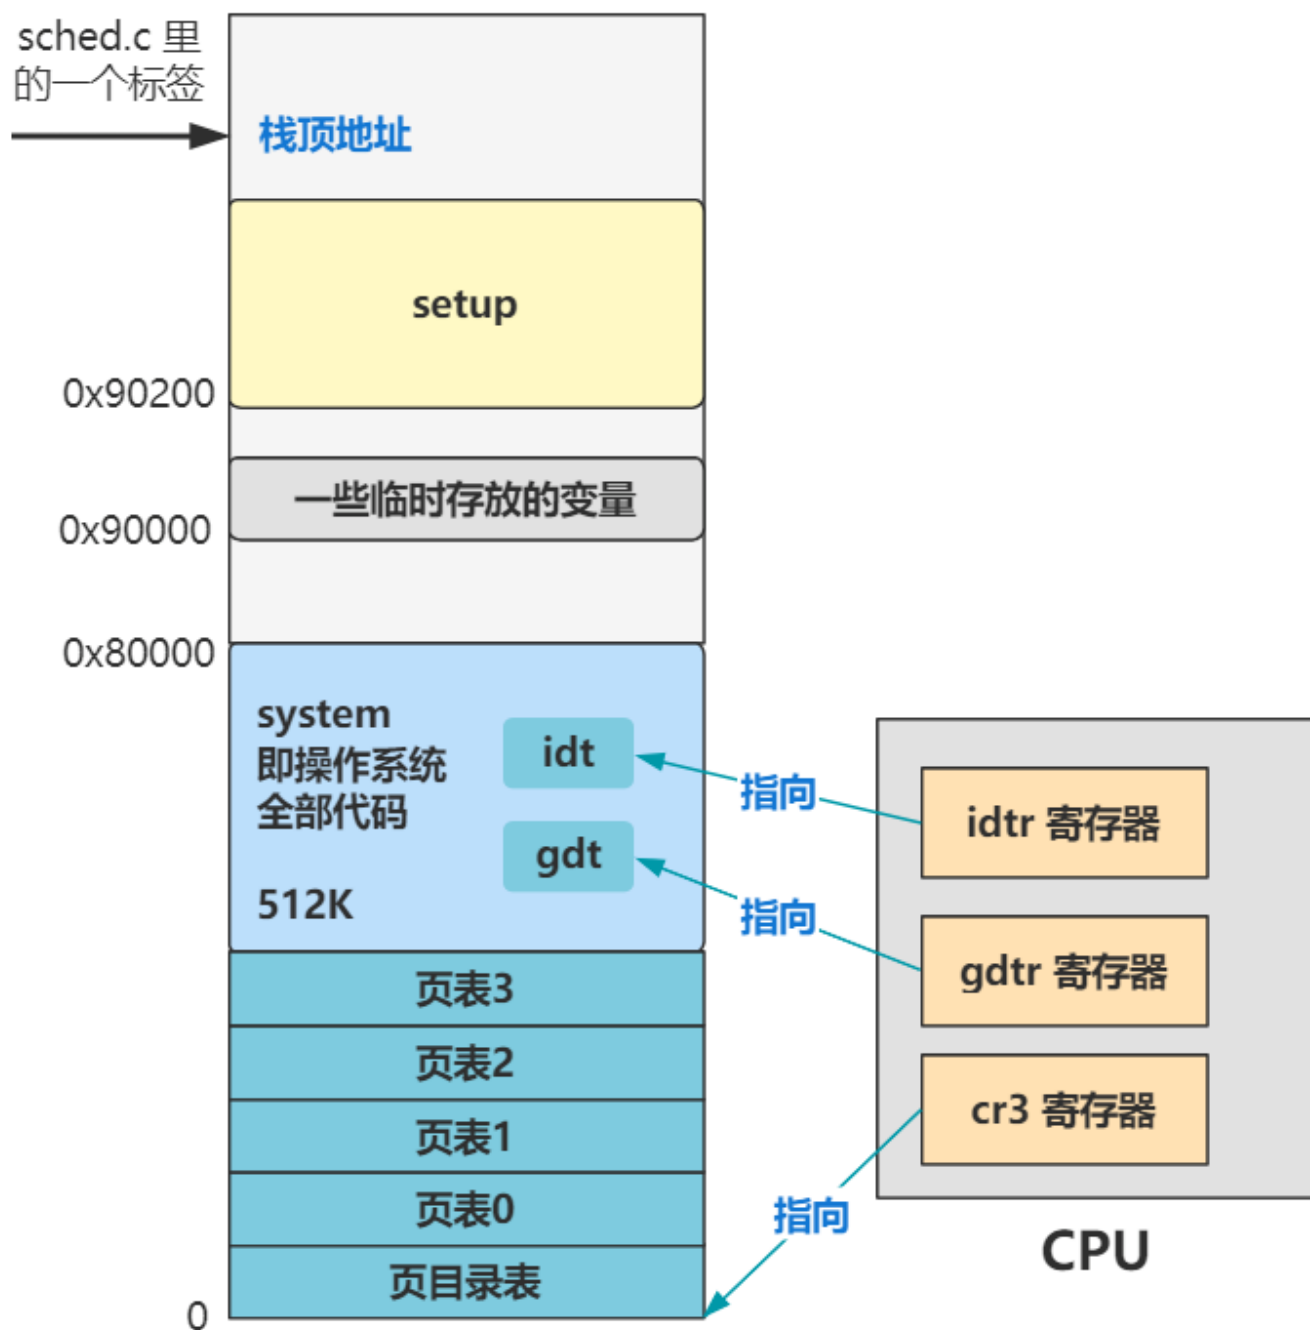 sched.c 里
的一个标签
栈顶地址
setup
0x90200
一些临时存放的变量
0x90000
0x80000
system
即操作系统
全部代码
512K
idt
gdt
指向
指向
idtr 寄存器
gdtr 寄存器
cr3 寄存器
指向
CPU
页表3
页表2
页表1
页表0
页目录表
0